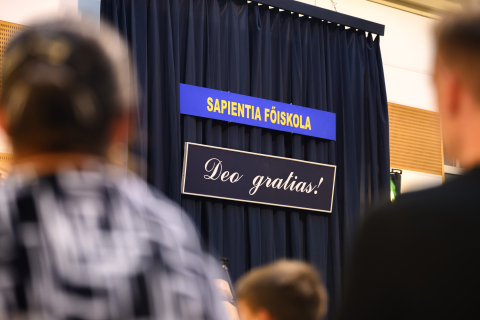 SAPIENTIA FŐISKOLA
Deo gratias!